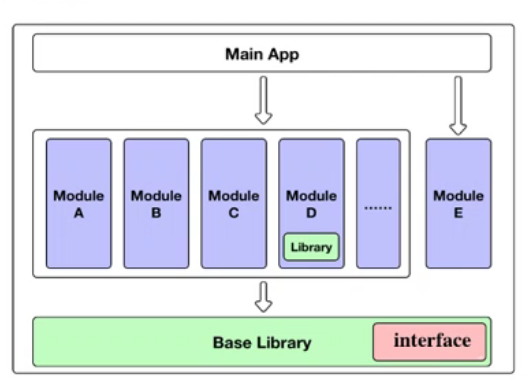 Main App
Module
A
Module
B
Module
C
Module
D
Library
......
Module
E
Base Library
interface